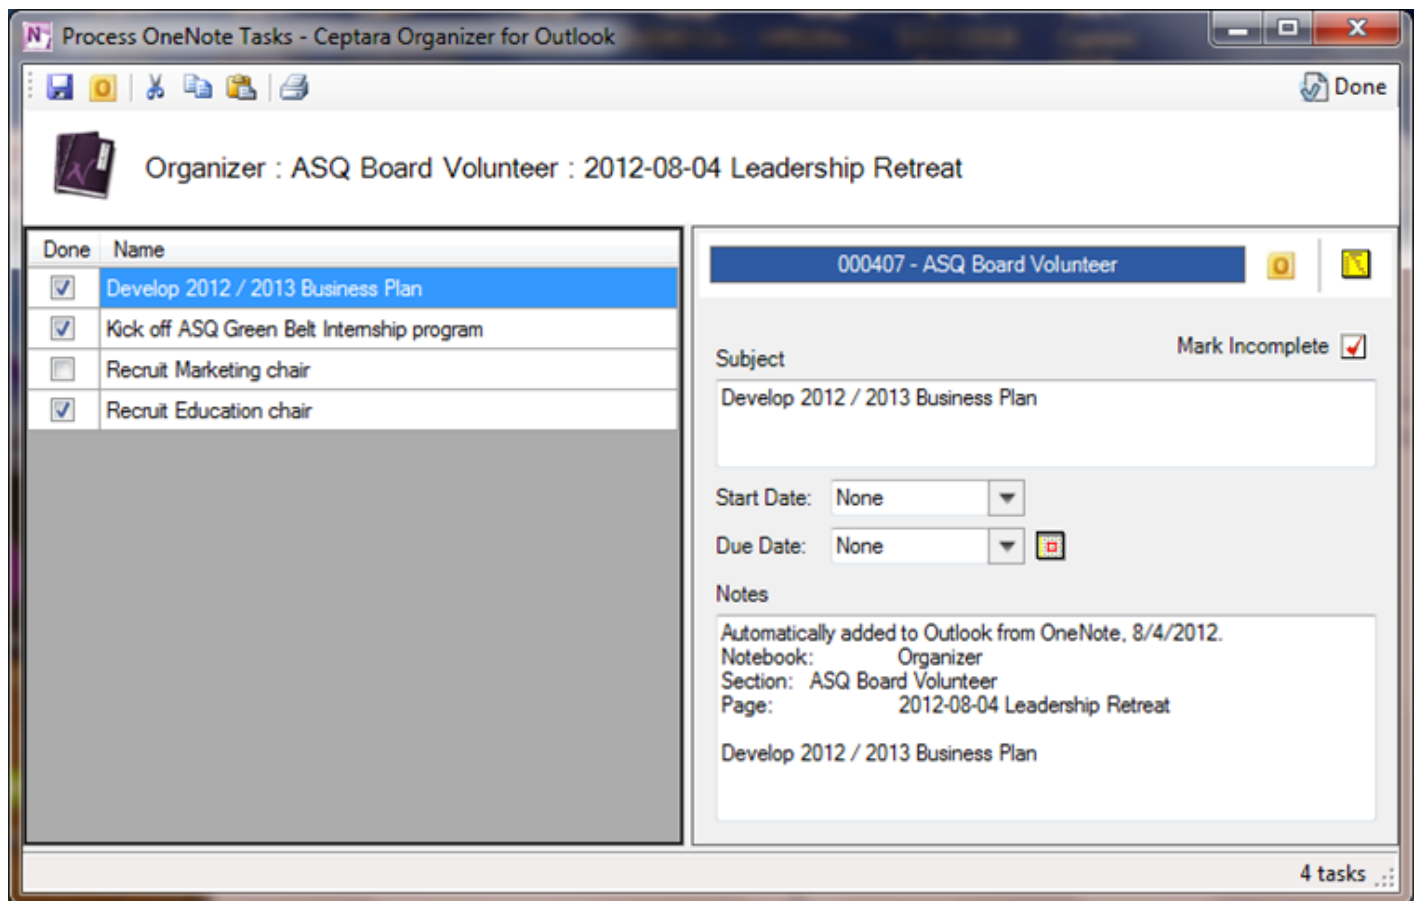 Process OneNote Tasks - Ceptara Organizer for Outlook
Done
Organizer : ASQ Board Volunteer : 2012-08-04 Leadership Retreat
Done Name
Develop 2012 / 2013 Business Plan
Kick off ASQ Green Belt Internship program
Recruit Marketing chair
Recruit Education chair
000407 - ASQ Board Volunteer
Mark Incomplete
Subject
Develop 2012 / 2013 Business Plan
Start Date: None
Due Date: None
Notes
Automatically added to Outlook from OneNote, 8/4/2012.
Notebook: Organizer
Section: ASQ Board Volunteer
Page: 2012-08-04 Leadership Retreat
Develop 2012 / 2013 Business Plan
4 tasks